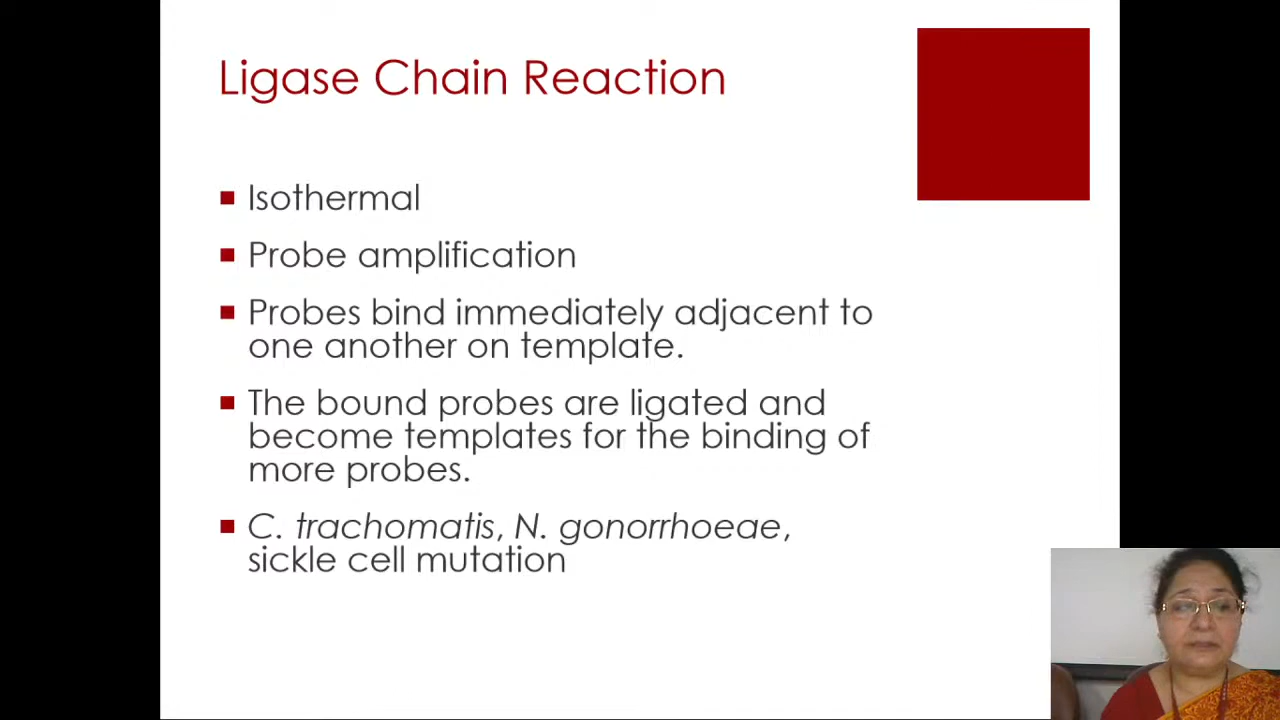 Ligase Chain Reaction
Isothermal
Probe amplification
Probes bind immediately adjacent to
one another on template.
The bound probes are ligated and
become templates for the binding of
more probes.
C. trachomatis, N. gonorrhoeae,
sickle cell mutation